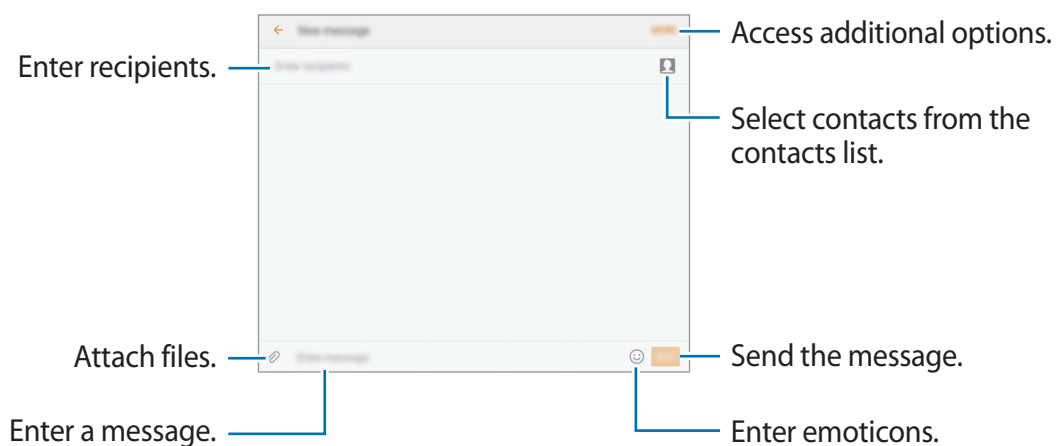 Access additional options.
Enter recipients.
Select contacts from the
contacts list.
Attach files.
Send the message.
Enter a message.
Enter emoticons.